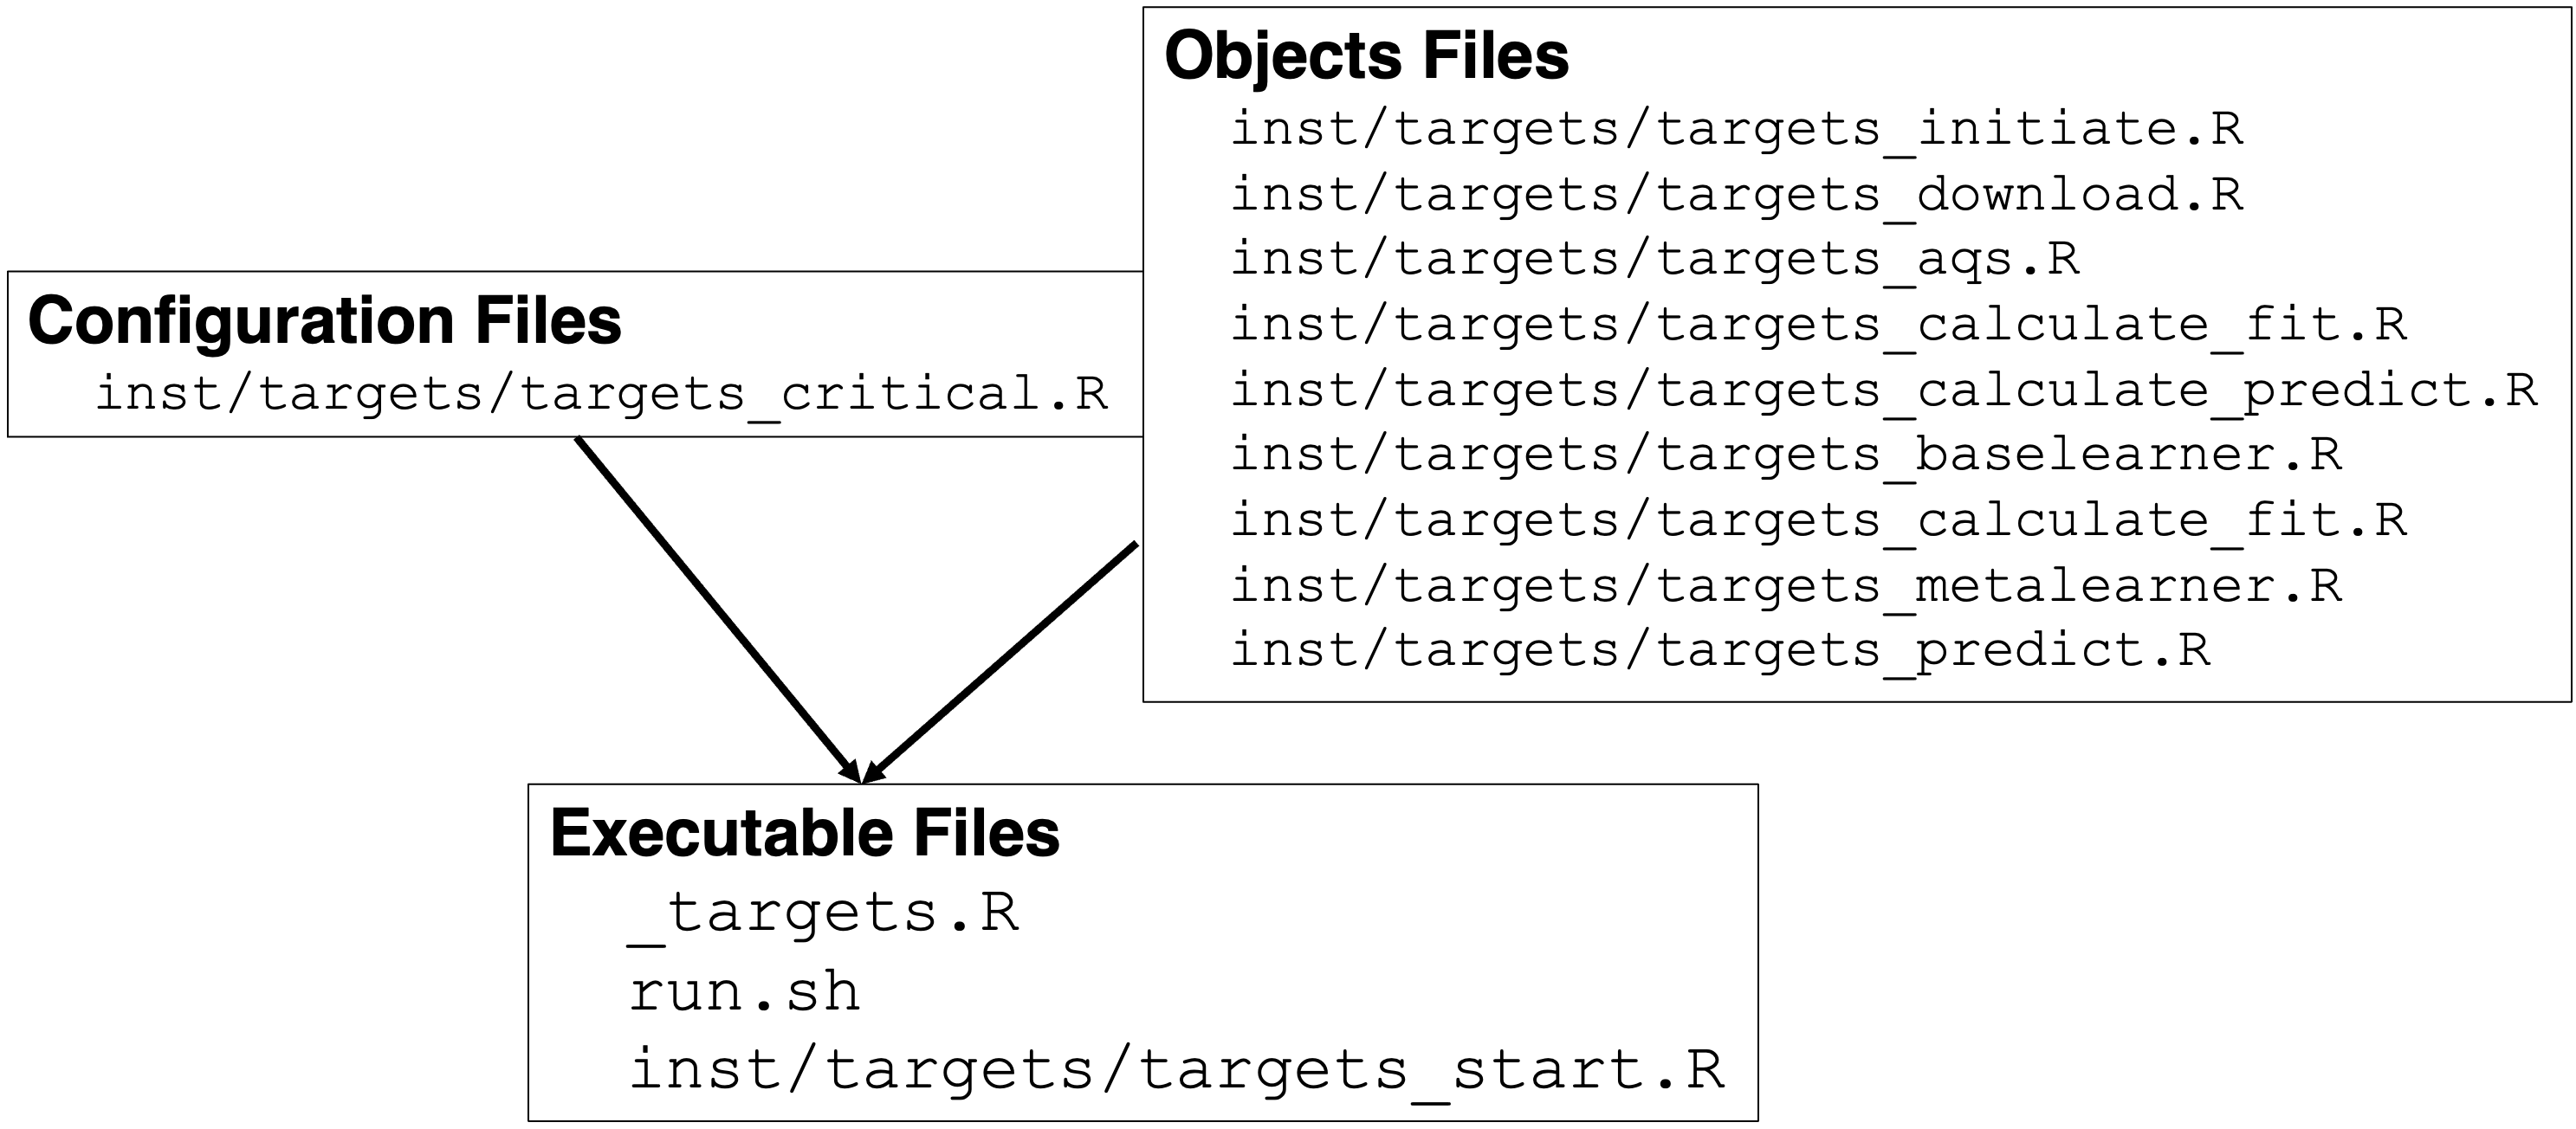 Objects Files
inst/targets/targets_initiate.R
inst/targets/targets_download.R
inst/targets/targets_aqs.R
inst/targets/targets_calculate_fit.R
inst/targets/targets_calculate_predict.R
inst/targets/targets_baselearner.R
inst/targets/targets_calculate_fit.R
inst/targets/targets_metalearner.R
inst/targets/targets_predict.R
Configuration Files
inst/targets/targets_critical.R
Executable Files
_targets.R
run.sh
inst/targets/targets_start.R